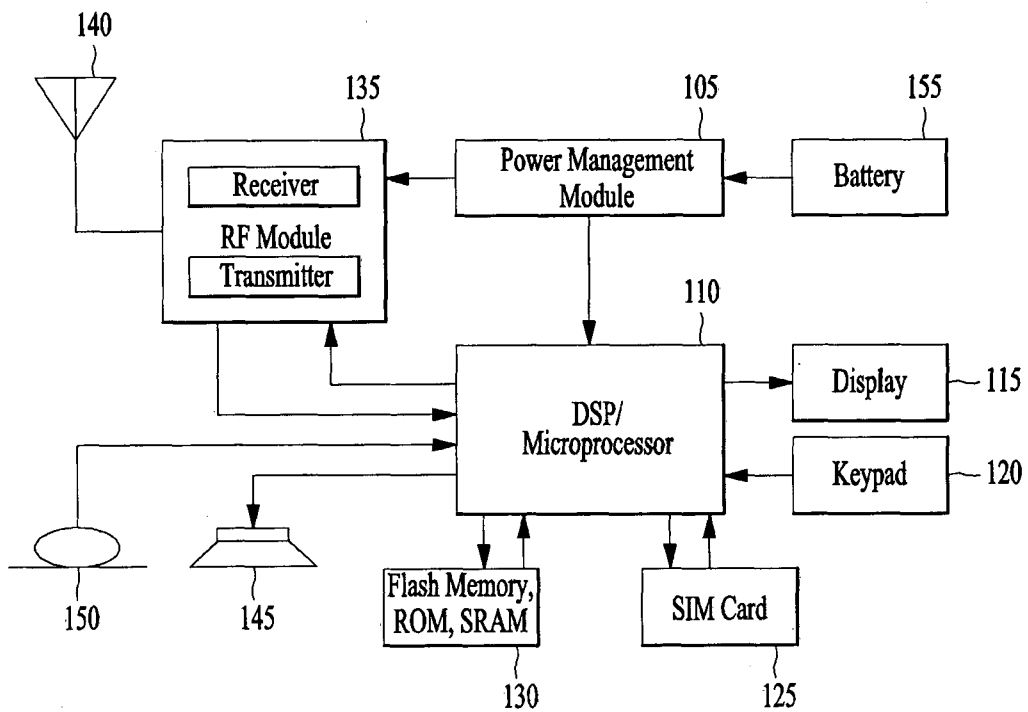 140
135
105
155
Receiver
RF Module
Transmitter
Power Management
Module
Battery
110
DSP/
Microprocessor
Display
115
Keypad
120
150
145
Flash Memory,
ROM, SRAM
130
SIM Card
125